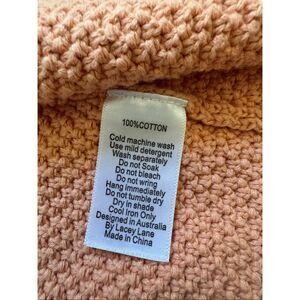 100%COTTON
Cold machine wash
Use mild detergent
Wash separately
Do not Soak
Do not bleach
Do not wring
Hang immediately
Do not tumble dry
Dry in shade
Cool Iron Only
Designed in Australia
By Lacey Lane
Made in China